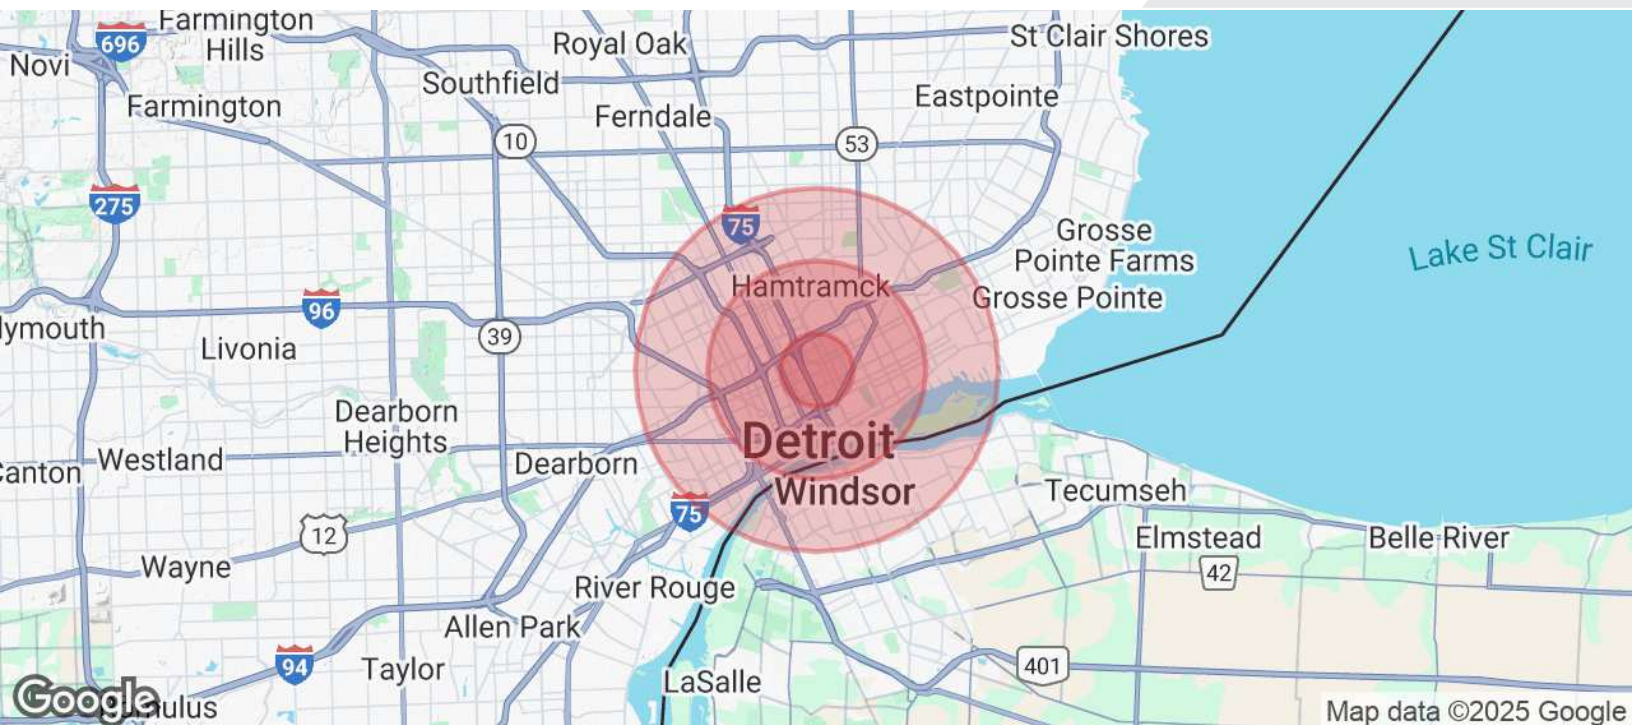 Farmington
Hills
696
Novi
Royal Oak
St Clair Shores
Southfield
Farmington
Eastpointe
Ferndale
10
53
275
75
Grosse
Pointe Farms
Lake St Clair
Hamtramck
Grosse Pointe
96
lymouth
39
Livonia
Dearborn
Heights
Detroit
Canton
Westland
Dearborn
Windsor
Tecumseh
75
12
Elmstead
Belle River
Wayne
42
River Rouge
Allen Park
94
Taylor
401
LaSalle
Google
mulus
Map data ©2025 Google